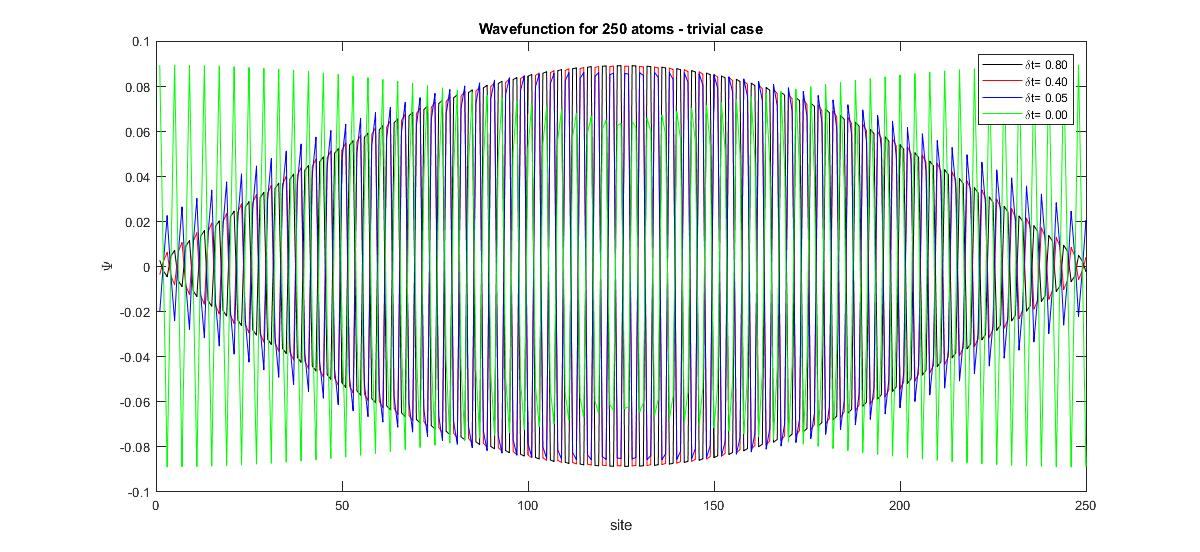 Wavefunction for 250 atoms - trivial case
δt= 0.80
δt= 0.40
δt= 0.05
δt= 0.00
0.1
0.08
0.06
0.04
0.02
0
-0.02
-0.04
-0.06
-0.08
-0.1
Ψ
0 50 100 150 200 250
site